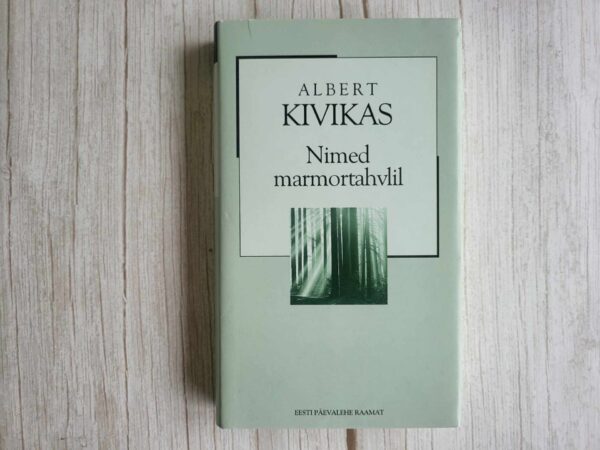 ALBERT
KIVIKAS
Nimed
marmortahvlil
EESTI PÄEVALEHE RAAMAT